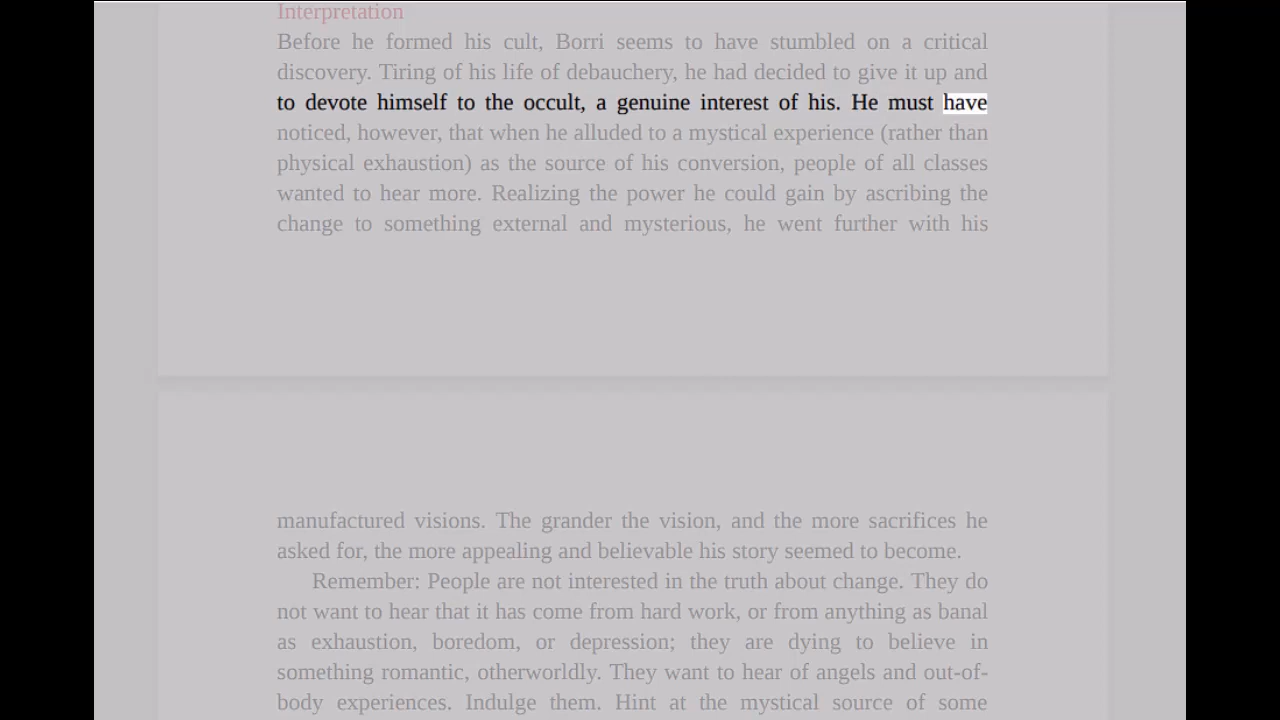 Interpretation
Before he formed his cult, Borri seems to have stumbled on a critical
discovery. Tiring of his life of debauchery, he had decided to give it up and
to devote himself to the occult, a genuine interest of his. He must have
noticed, however, that when he alluded to a mystical experience (rather than
physical exhaustion) as the source of his conversion, people of all classes
wanted to hear more. Realizing the power he could gain by ascribing the
change to something external and mysterious, he went further with his
manufactured visions. The grander the vision, and the more sacrifices he
asked for, the more appealing and believable his story seemed to become.
Remember: People are not interested in the truth about change. They do
not want to hear that it has come from hard work, or from anything as banal
as exhaustion, boredom, or depression; they are dying to believe in
something romantic, otherworldly. They want to hear of angels and out-of-
body experiences. Indulge them. Hint at the mystical source of some